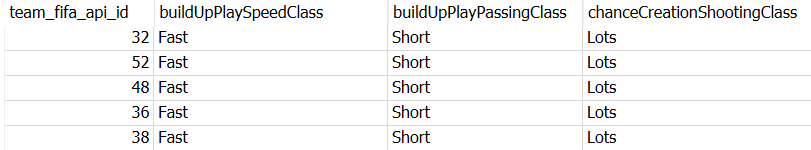 team_fifa_api_id buildUpPlaySpeedClass buildUpPlayPassingClass chanceCreationShootingClass
32 Fast Short Lots
52 Fast Short Lots
48 Fast Short Lots
36 Fast Short Lots
38 Fast Short Lots